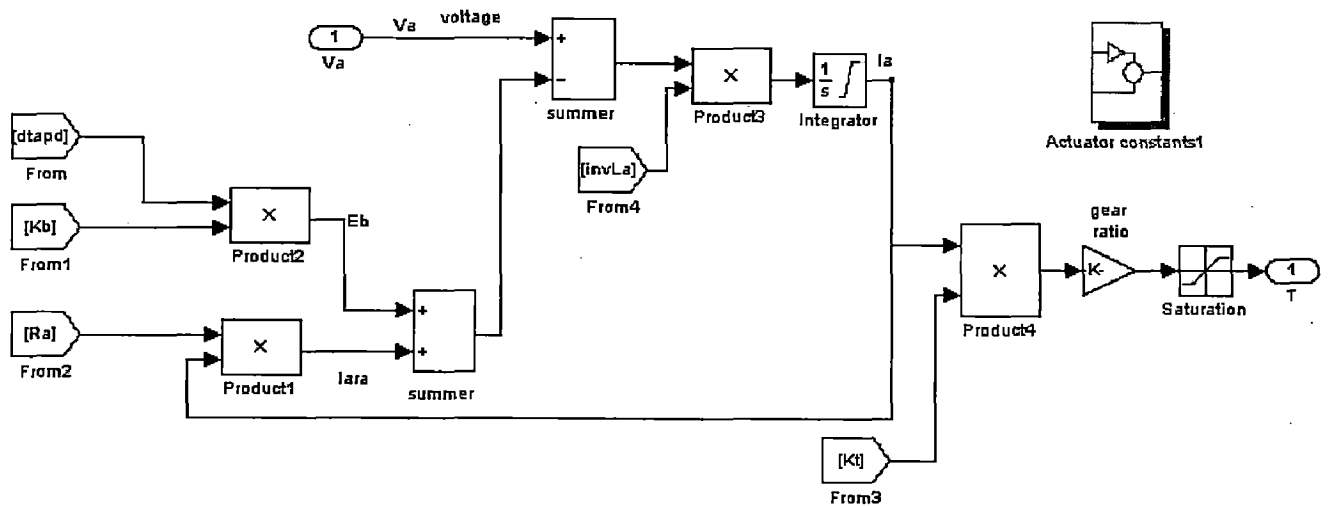 Va
voltage
1
Va
+
−
summer
×
Product3
1
s
Integrator
Ia
Actuator constants1
[dtapd]
From
[invLa]
From4
[Kb]
From1
×
Product2
Eb
gear
ratio
×
Product4
-K-
Saturation
1
T
[Ra]
From2
×
Product1
Iara
+
+
summer
[Kt]
From3